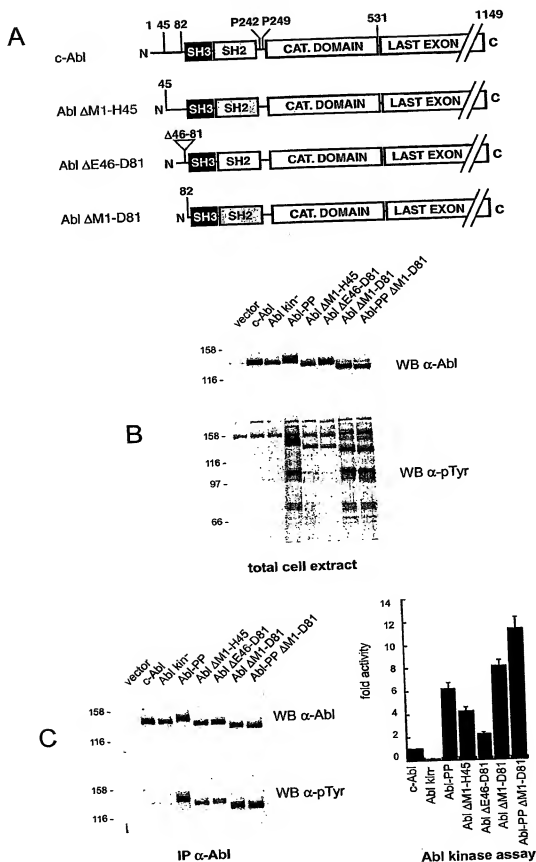 A
1 45 82 P242 P249 531 1149
c-Abl N SH3 SH2 CAT. DOMAIN LAST EXON C
45
Abl ΔM1-H45 N SH3 SH2 CAT. DOMAIN LAST EXON C
Δ46-81
Abl ΔE46-D81 N SH3 SH2 CAT. DOMAIN LAST EXON C
82
Abl ΔM1-D81 N SH3 SH2 CAT. DOMAIN LAST EXON C
B
vector
c-Abl
Abl kin⁻
Abl-PP
Abl ΔM1-H45
Abl ΔE46-D81
Abl ΔM1-D81
Abl-PP ΔM1-D81
158 -
116 -
WB α-Abl
158 -
116 -
97 -
66 -
WB α-pTyr
total cell extract
C
vector
c-Abl
Abl kin⁻
Abl-PP
Abl ΔM1-H45
Abl ΔE46-D81
Abl ΔM1-D81
Abl-PP ΔM1-D81
158 -
116 -
WB α-Abl
158 -
116 -
WB α-pTyr
IP α-Abl
fold activity
14
12
10
8
6
4
2
0
c-Abl
Abl kin⁻
Abl-PP
Abl ΔM1-H45
Abl ΔE46-D81
Abl ΔM1-D81
Abl-PP ΔM1-D81
Abl kinase assay